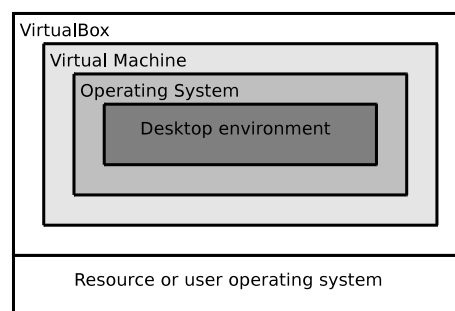 VirtualBox
Virtual Machine
Operating System
Desktop environment
Resource or user operating system